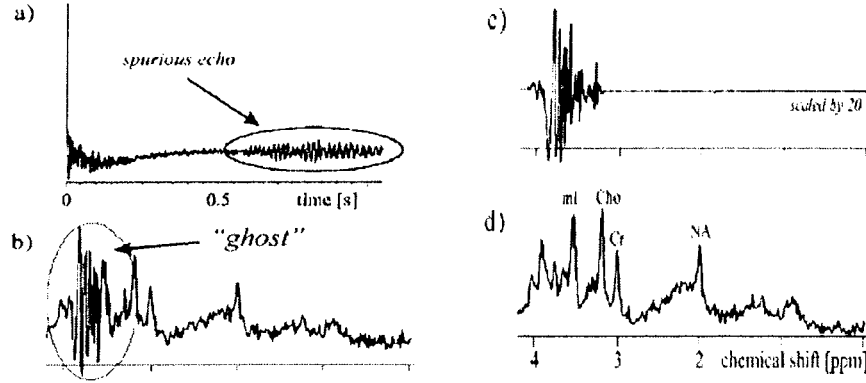 a)
spurious echo
0
0.5
time [s]
b)
"ghost"
c)
scaled by 20
d)
mI
Cho
Cr
NA
4
3
2
chemical shift [ppm]